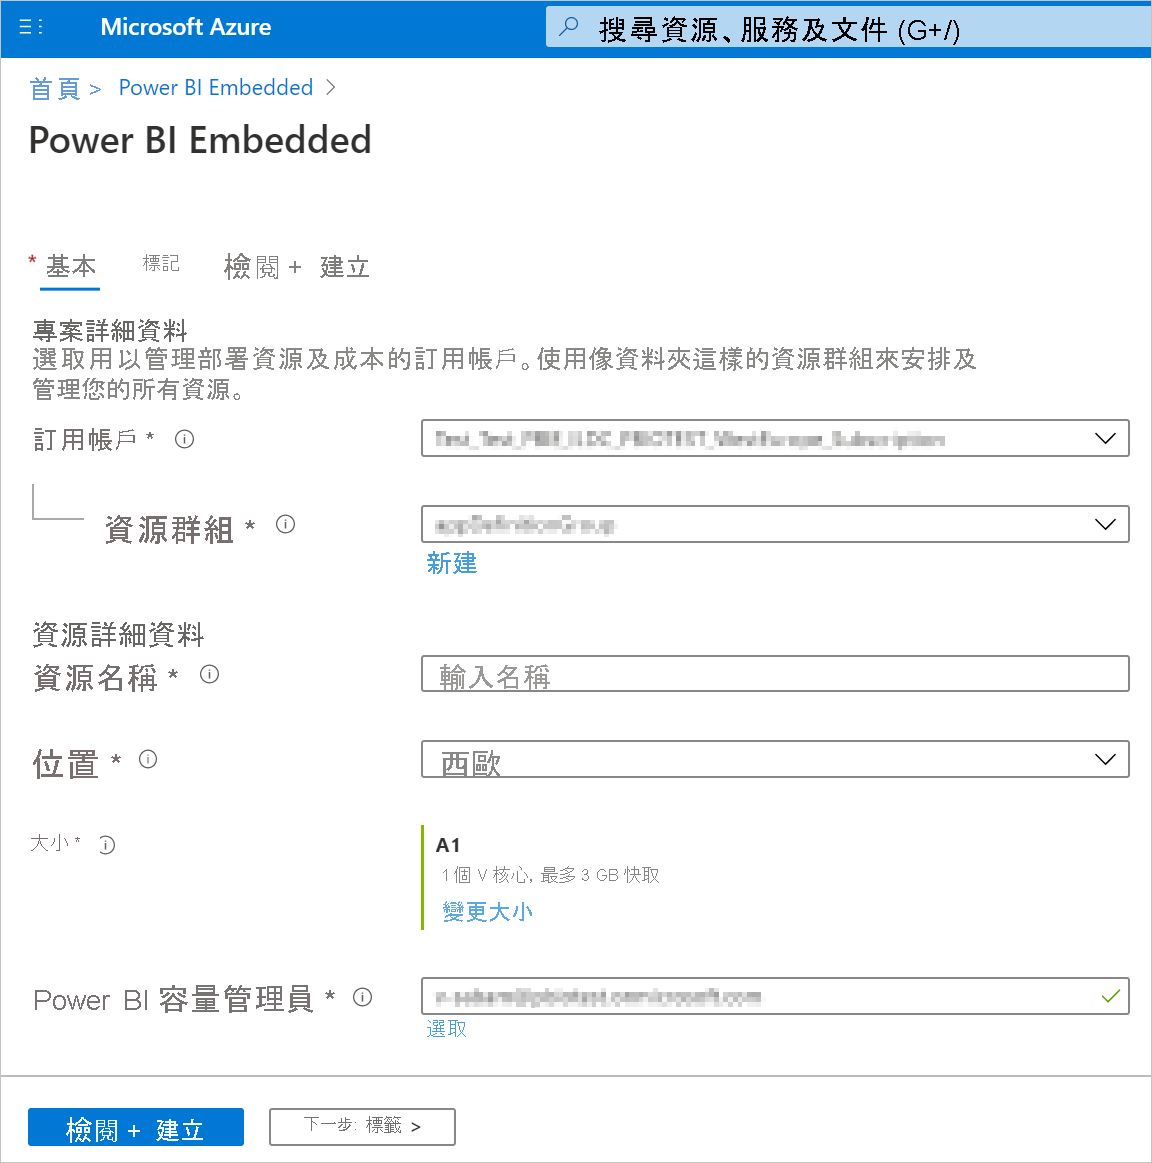 Microsoft Azure
搜尋資源、服務及文件 (G+/)
首頁 > Power BI Embedded >
Power BI Embedded
* 基本 標記 檢閱 + 建立
專案詳細資料
選取用以管理部署資源及成本的訂用帳戶。使用像資料夾這樣的資源群組來安排及
管理您的所有資源。
訂用帳戶 *
資源群組 *
新建
資源詳細資料
資源名稱 * 輸入名稱
位置 * 西歐
大小 * A1
1 個 V 核心, 最多 3 GB 快取
變更大小
Power BI 容量管理員 *
選取
檢閱 + 建立 下一步: 標籤 >